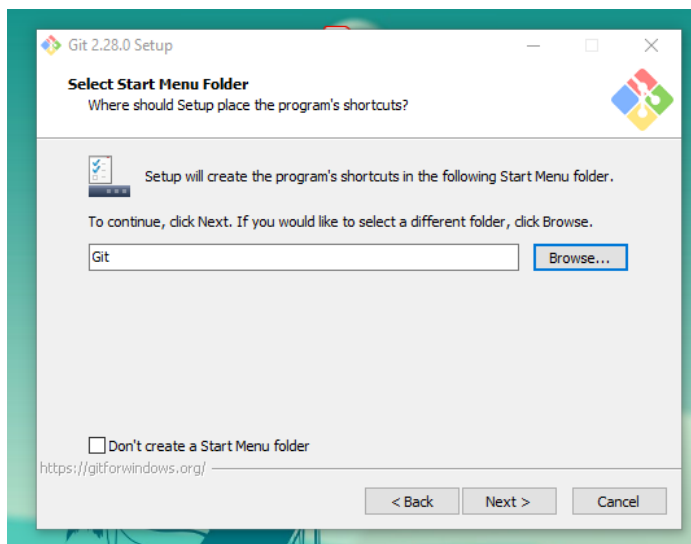 Git 2.28.0 Setup
Select Start Menu Folder
Where should Setup place the program's shortcuts?
Setup will create the program's shortcuts in the following Start Menu folder.
To continue, click Next. If you would like to select a different folder, click Browse.
Git
Browse...
Don't create a Start Menu folder
https://gitforwindows.org/
< Back
Next >
Cancel